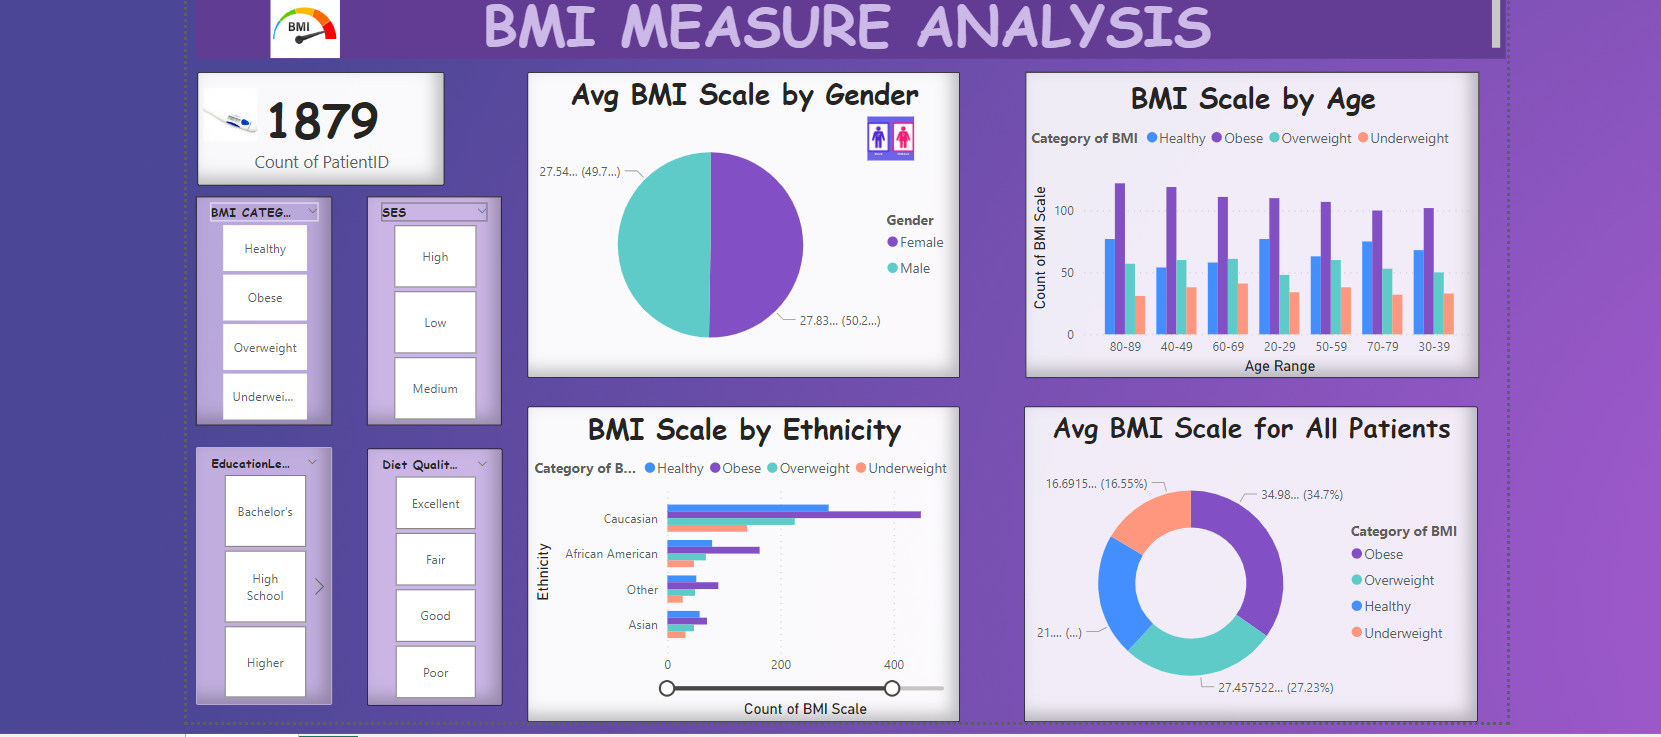 BMI
BMI MEASURE ANALYSIS
1879
Count of PatientID
BMI CATEG...
Healthy
Obese
Overweight
Underwei...
SES
High
Low
Medium
EducationLe...
Bachelor's
High
School
Higher
Diet Qualit...
Excellent
Fair
Good
Poor
Avg BMI Scale by Gender
27.54... (49.7...)
27.83... (50.2...)
Gender
Female
Male
BMI Scale by Age
Category of BMI Healthy Obese Overweight Underweight
Count of BMI Scale
100
50
0
80-89 40-49 60-69 20-29 50-59 70-79 30-39
Age Range
BMI Scale by Ethnicity
Category of B... Healthy Obese Overweight Underweight
Ethnicity
Caucasian
African American
Other
Asian
0 200 400
Count of BMI Scale
Avg BMI Scale for All Patients
16.6915... (16.55%)
34.98... (34.7%)
21.... (...)
27.457522... (27.23%)
Category of BMI
Obese
Overweight
Healthy
Underweight